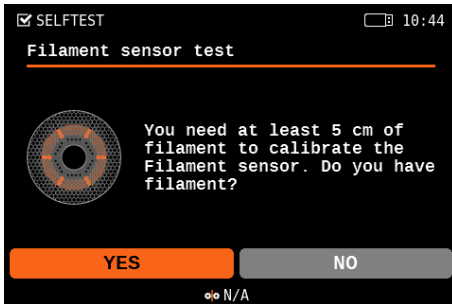 SELFTEST
10:44
Filament sensor test
You need at least 5 cm of
filament to calibrate the
Filament sensor. Do you have
filament?
YES
NO
N/A